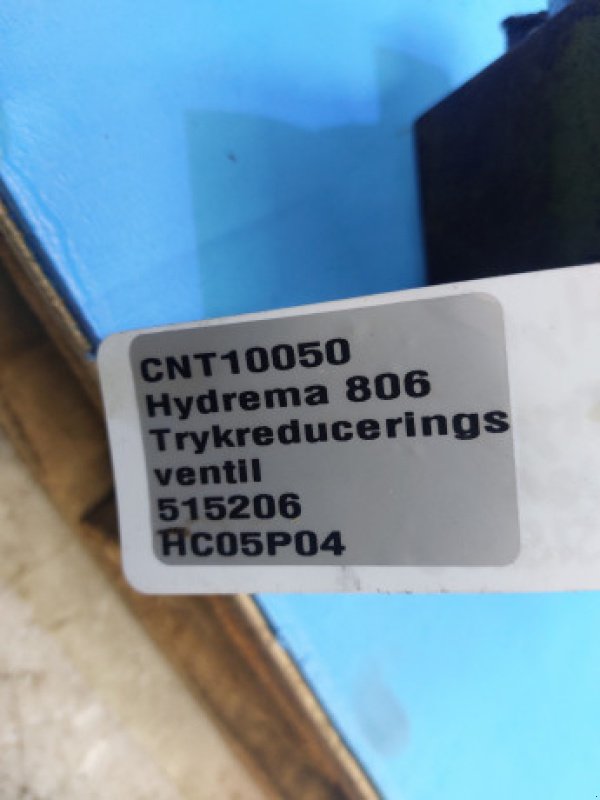 CNT10050
Hydrema 806
Trykreducerings
ventil
515206
HC05P04